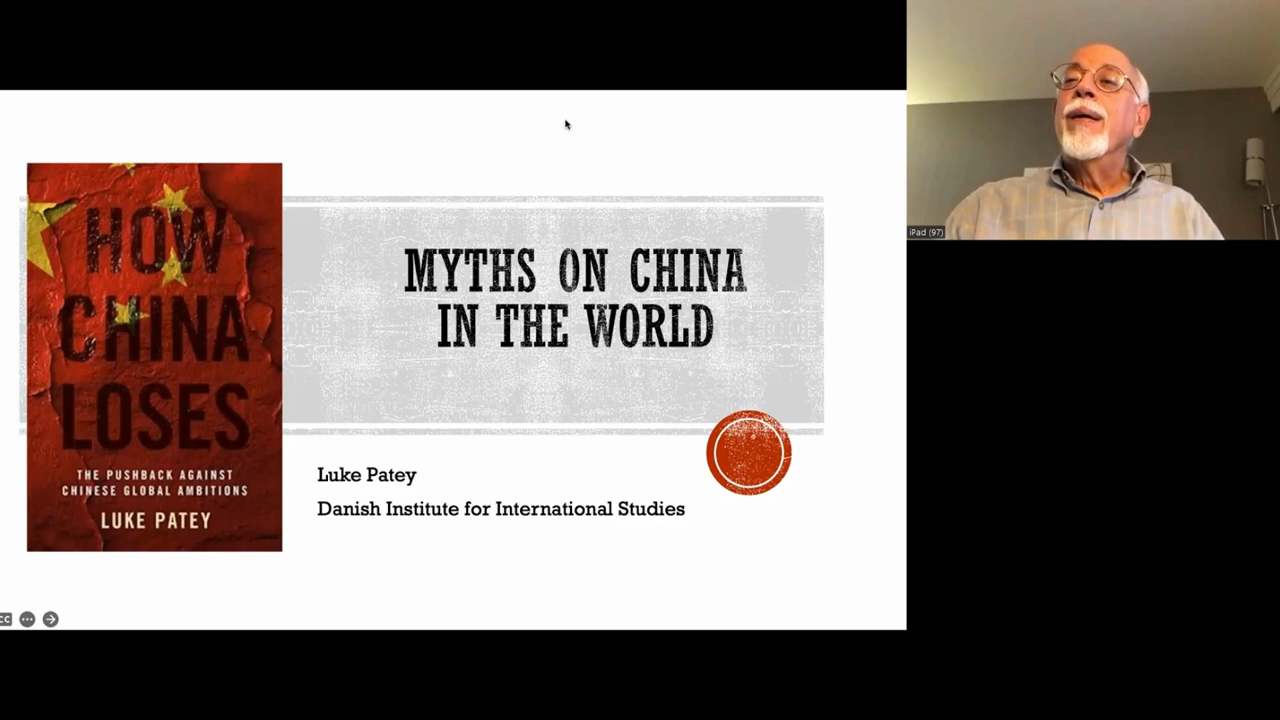 HOW
CHINA
LOSES
THE PUSHBACK AGAINST
CHINESE GLOBAL AMBITIONS
LUKE PATEY
MYTHS ON CHINA
IN THE WORLD
Luke Patey
Danish Institute for International Studies
iPad (97)
CC